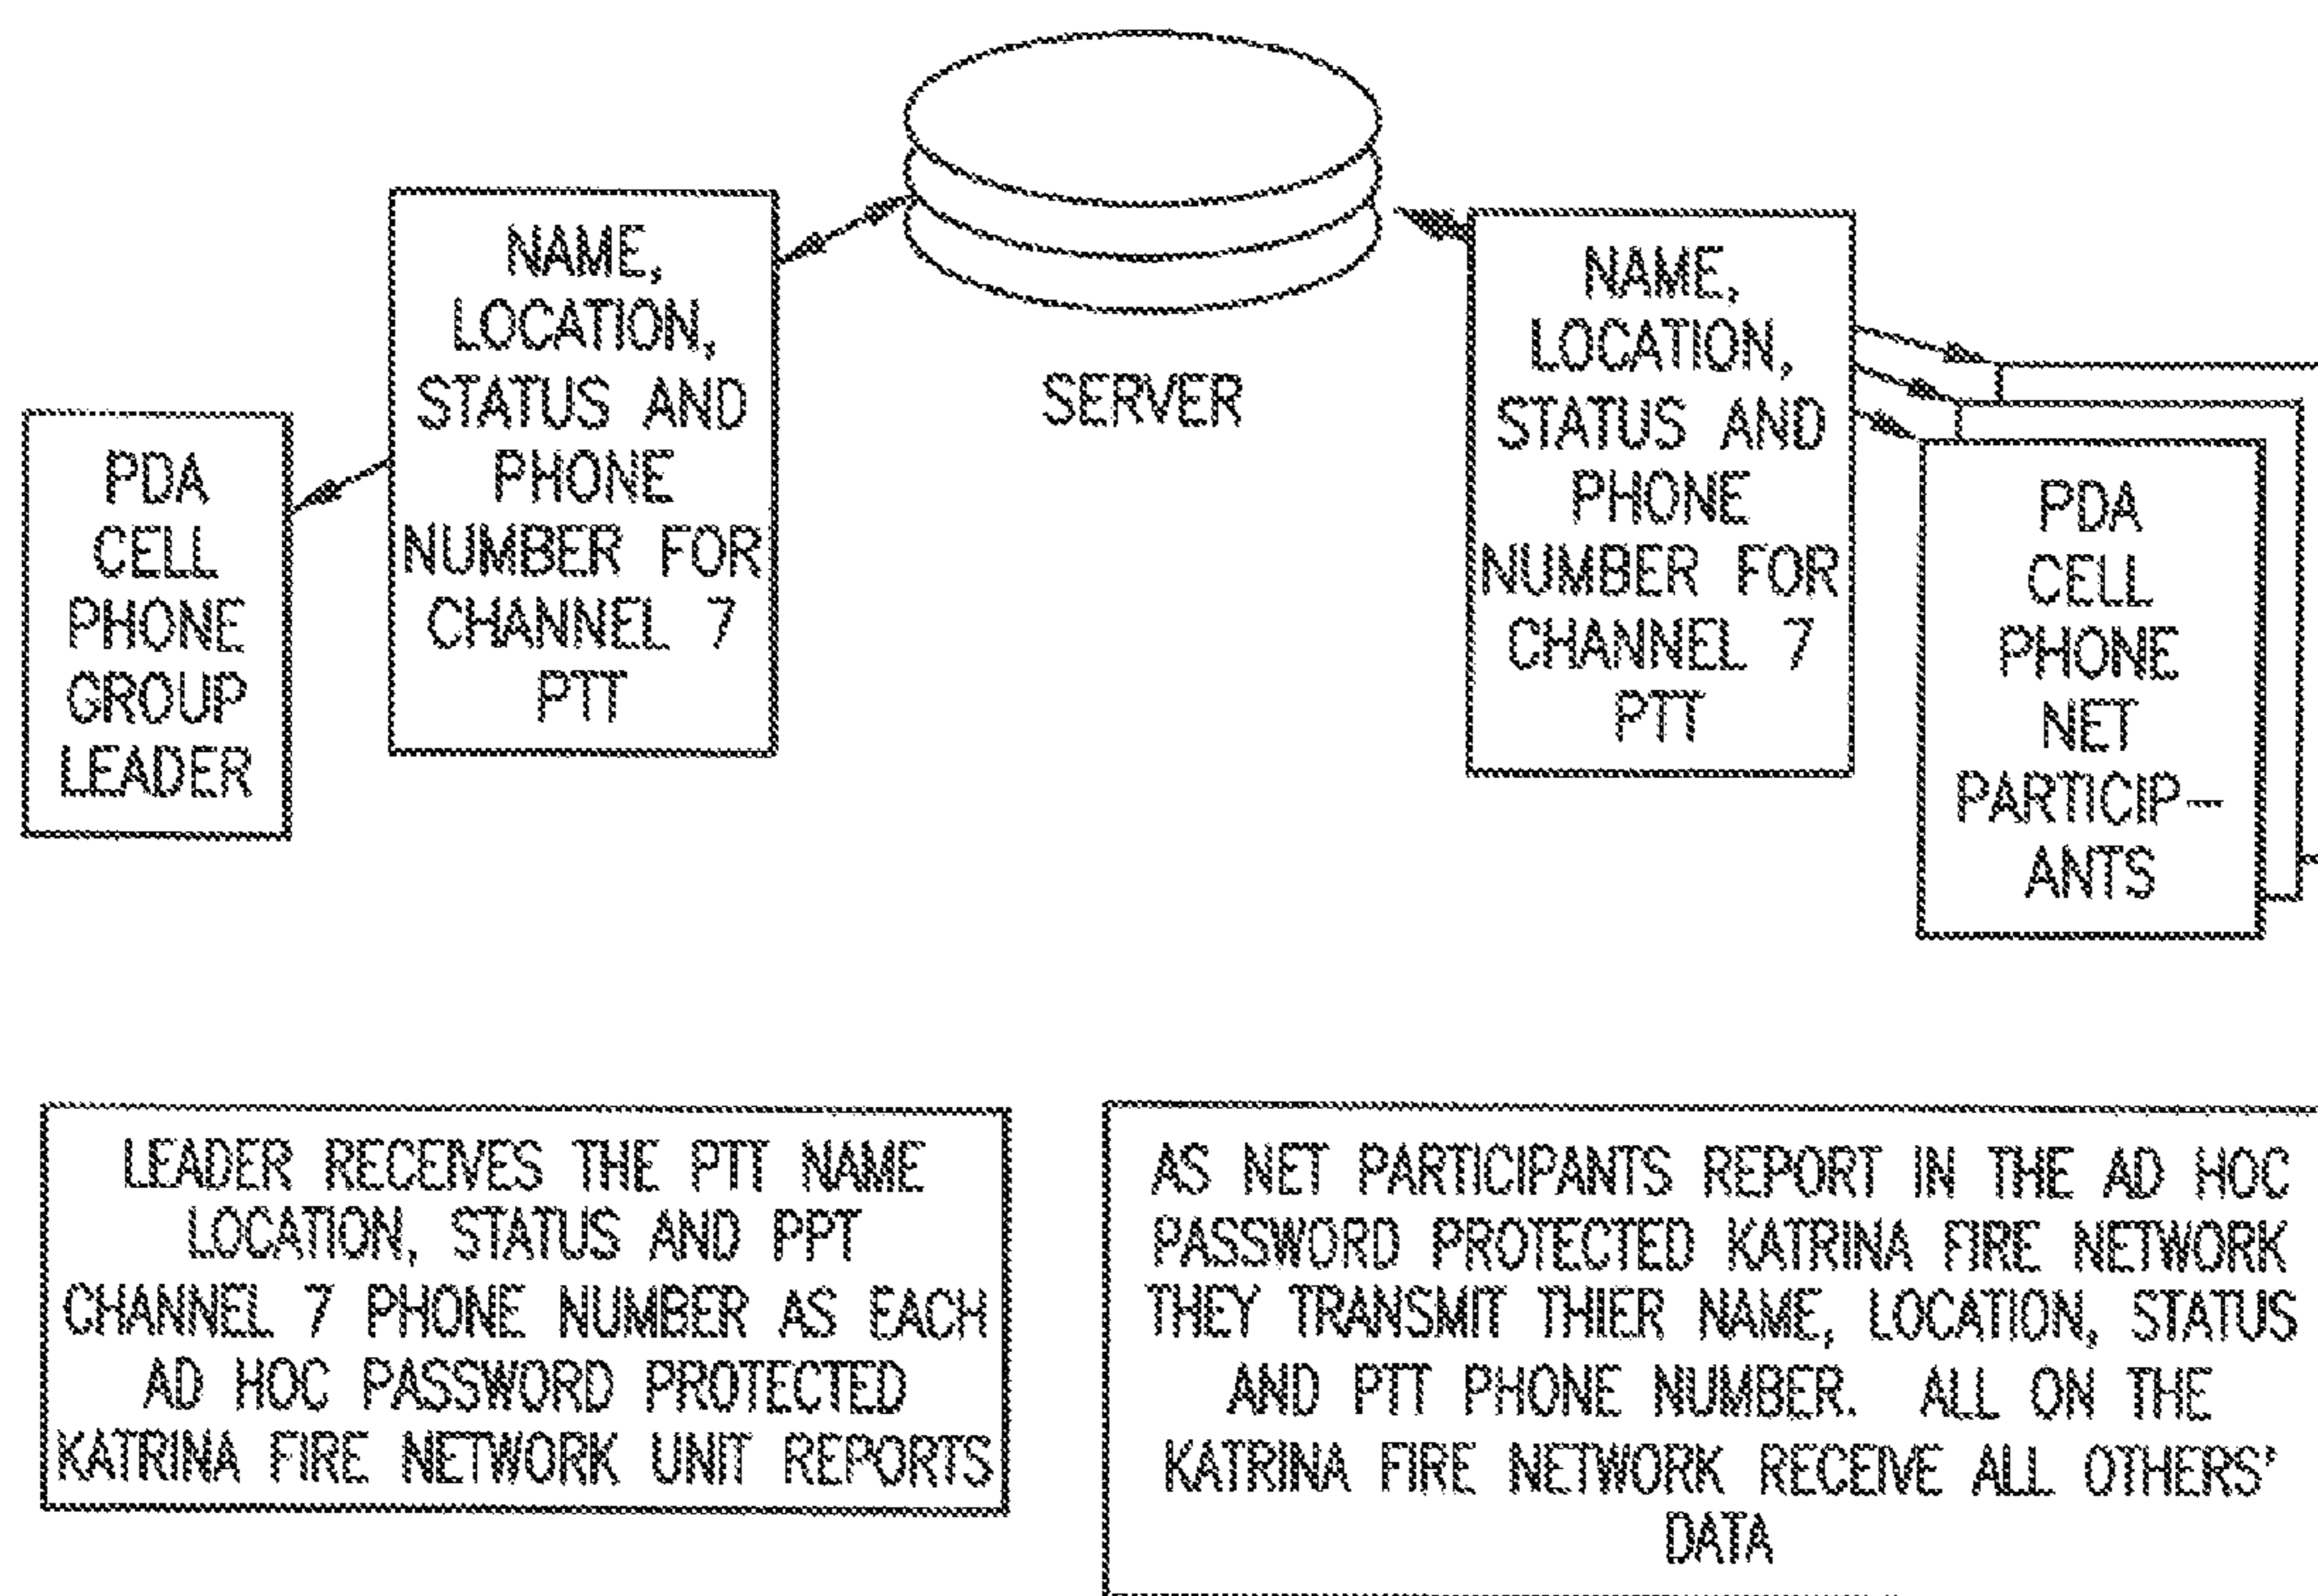 NAME,
LOCATION,
STATUS AND
PHONE
NUMBER FOR
CHANNEL 7
PTT
SERVER
NAME,
LOCATION,
STATUS AND
PHONE
NUMBER FOR
CHANNEL 7
PTT
PDA
CELL
PHONE
GROUP
LEADER
PDA
CELL
PHONE
NET
PARTICIP-
ANTS
LEADER RECEIVES THE PTT NAME
LOCATION, STATUS AND PPT
CHANNEL 7 PHONE NUMBER AS EACH
AD HOC PASSWORD PROTECTED
KATRINA FIRE NETWORK UNIT REPORTS
AS NET PARTICIPANTS REPORT IN THE AD HOC
PASSWORD PROTECTED KATRINA FIRE NETWORK
THEY TRANSMIT THIER NAME, LOCATION, STATUS
AND PTT PHONE NUMBER. ALL ON THE
KATRINA FIRE NETWORK RECEIVE ALL OTHERS'
DATA